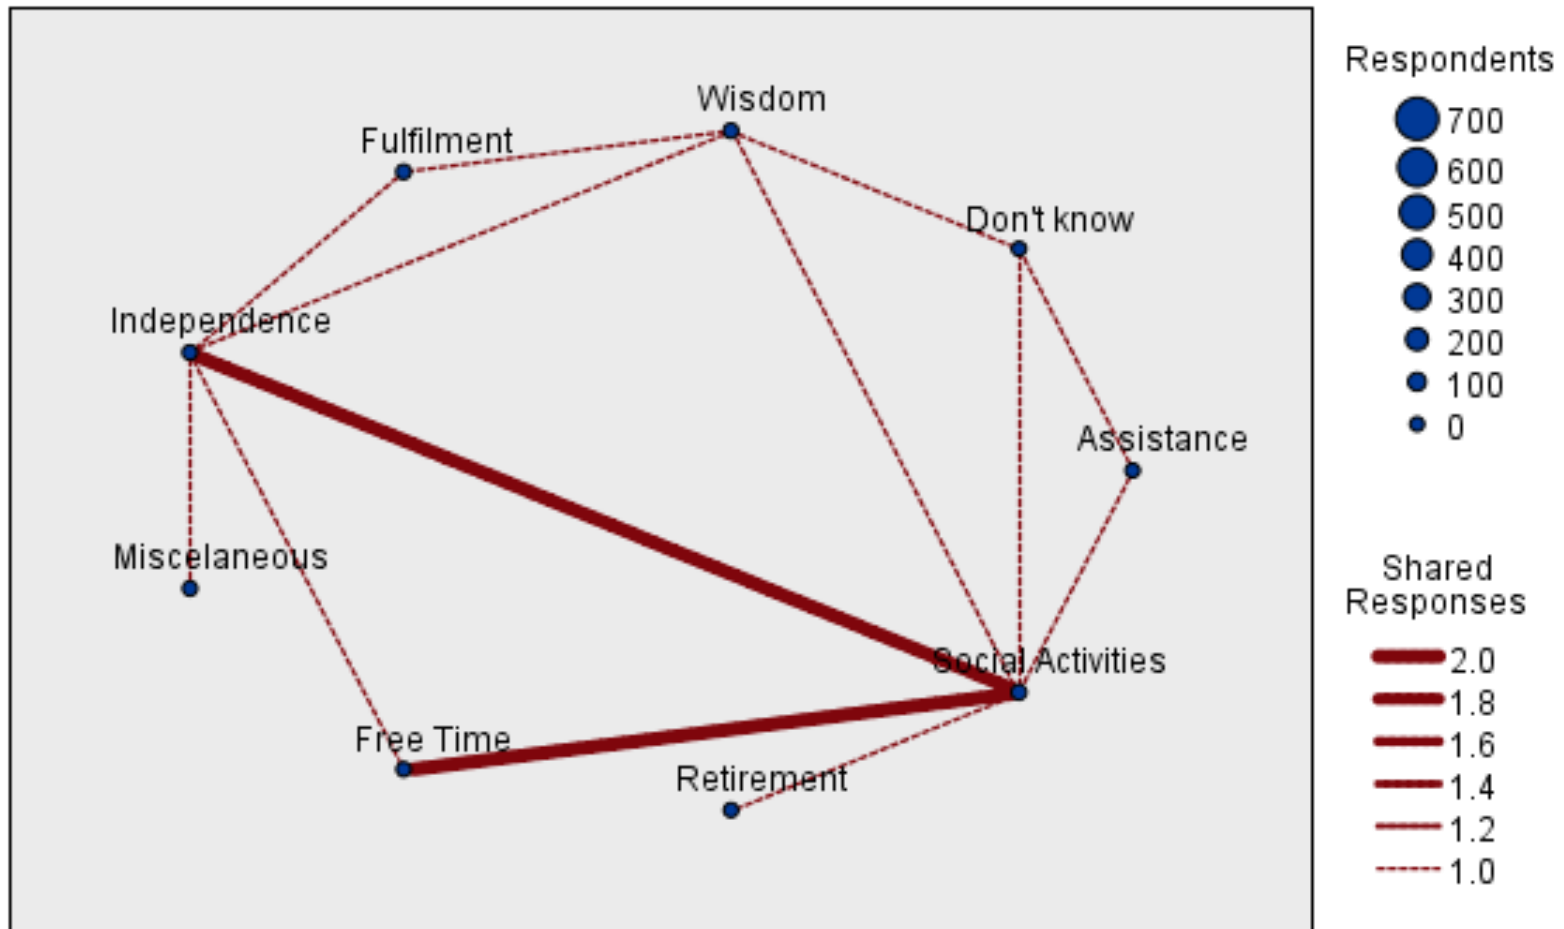 Wisdom
Fulfilment
Don't know
Independence
Assistance
Miscelaneous
Social Activities
Free Time
Retirement
Respondents
700
600
500
400
300
200
100
0
Shared
Responses
2.0
1.8
1.6
1.4
1.2
1.0